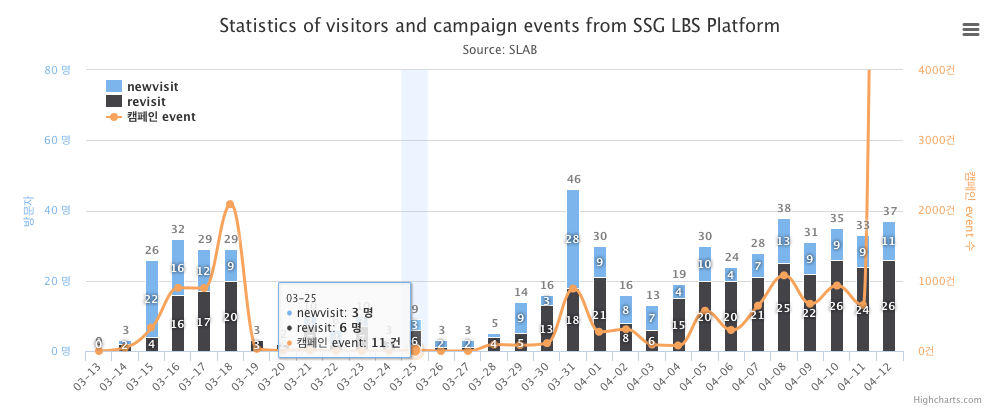 Statistics of visitors and campaign events from SSG LBS Platform
Source: SLAB
newvisit
revisit
캠페인 event
80 명
60 명
40 명
20 명
0 명
방문자
4000건
3000건
2000건
1000건
0건
캠페인 event 수
0
3 2
26 22 4
32 16 16
29 12 17
29 9 20
3 3
9 3 6
3 2
3 2
5 4
14 9 5
16 3 13
46 28 18
30 9 21
16 8 8
13 7 6
19 4 15
30 10 20
24 4 20
28 7 21
38 13 25
31 9 22
35 9 26
33 9 24
37 11 26
03-25
newvisit: 3 명
revisit: 6 명
캠페인 event: 11 건
03-13 03-14 03-15 03-16 03-17 03-18 03-19 03-20 03-21 03-22 03-23 03-24 03-25 03-26 03-27 03-28 03-29 03-30 03-31 04-01 04-02 04-03 04-04 04-05 04-06 04-07 04-08 04-09 04-10 04-11 04-12
Highcharts.com